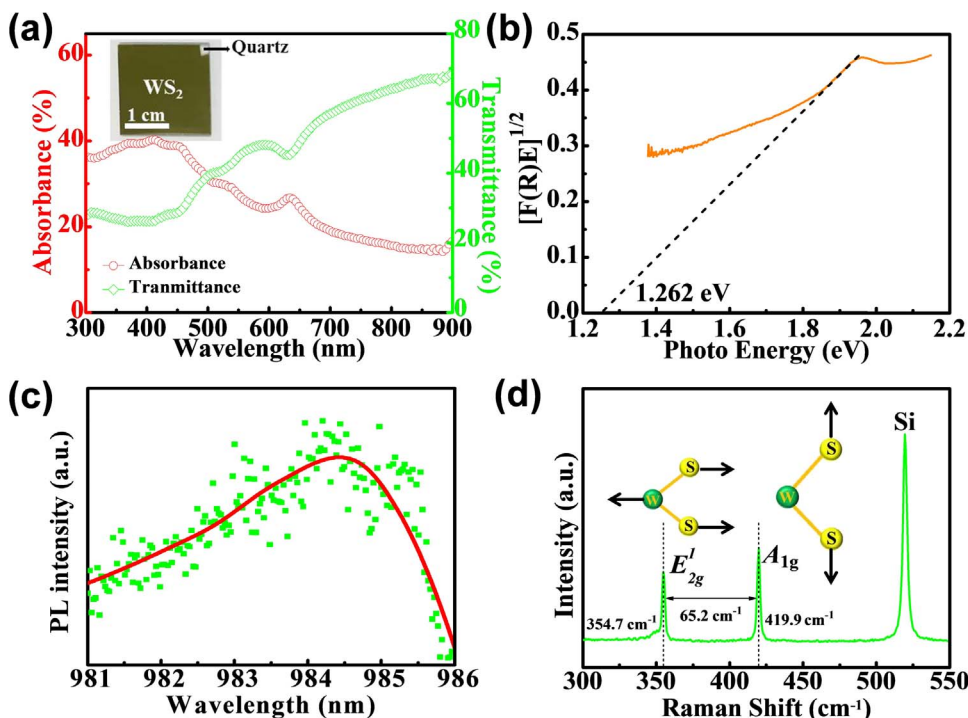 (a)
Absorbance (%)
60
40
20
0
Quartz
WS2
1 cm
Absorbance
Tranmittance
300 400 500 600 700 800 900
Wavelength (nm)
80
60
40
20
0
Transmittance (%)
(b)
[F(R)E]^1/2
0.5
0.4
0.3
0.2
0.1
0.0
1.262 eV
1.2 1.4 1.6 1.8 2.0 2.2
Photo Energy (eV)
(c)
PL intensity (a.u.)
981 982 983 984 985 986
Wavelength (nm)
(d)
Intensity (a.u.)
Si
S
S
W
S
W
S
E^1_2g
A_1g
65.2 cm⁻¹
354.7 cm⁻¹
419.9 cm⁻¹
300 350 400 450 500 550
Raman Shift (cm⁻¹)